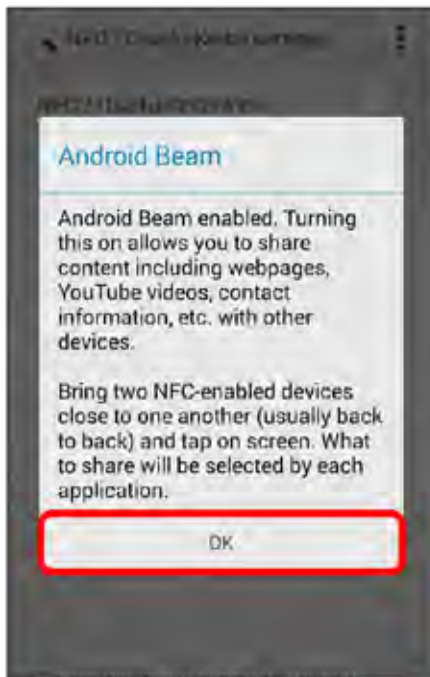 Android Beam
Android Beam enabled. Turning
this on allows you to share
content including webpages,
YouTube videos, contact
information, etc. with other
devices.
Bring two NFC-enabled devices
close to one another (usually back
to back) and tap on screen. What
to share will be selected by each
application.
OK